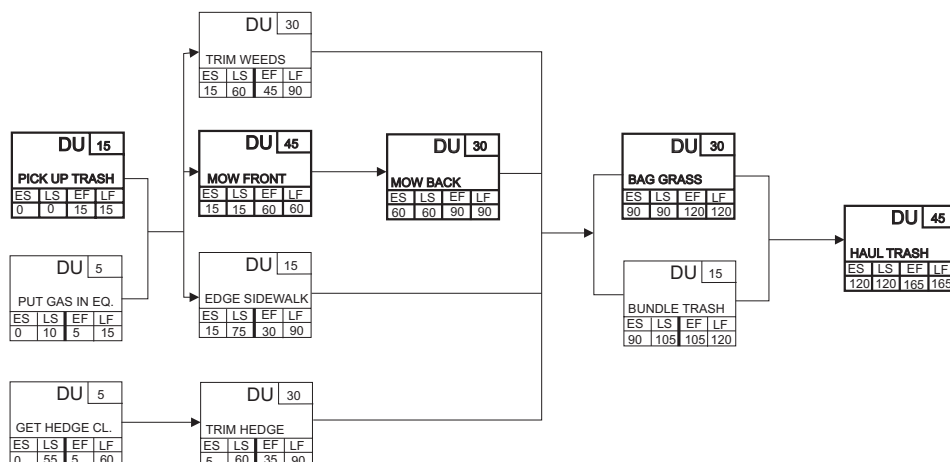 DU 30
TRIM WEEDS
ES LS EF LF
15 60 45 90
DU 15
PICK UP TRASH
ES LS EF LF
0 0 15 15
DU 45
MOW FRONT
ES LS EF LF
15 15 60 60
DU 30
MOW BACK
ES LS EF LF
60 60 90 90
DU 30
BAG GRASS
ES LS EF LF
90 90 120 120
DU 45
HAUL TRASH
ES LS EF LF
120 120 165 165
DU 5
PUT GAS IN EQ.
ES LS EF LF
0 10 5 15
DU 15
EDGE SIDEWALK
ES LS EF LF
15 75 30 90
DU 15
BUNDLE TRASH
ES LS EF LF
90 105 105 120
DU 5
GET HEDGE CL.
ES LS EF LF
0 55 5 60
DU 30
TRIM HEDGE
ES LS EF LF
5 60 35 90